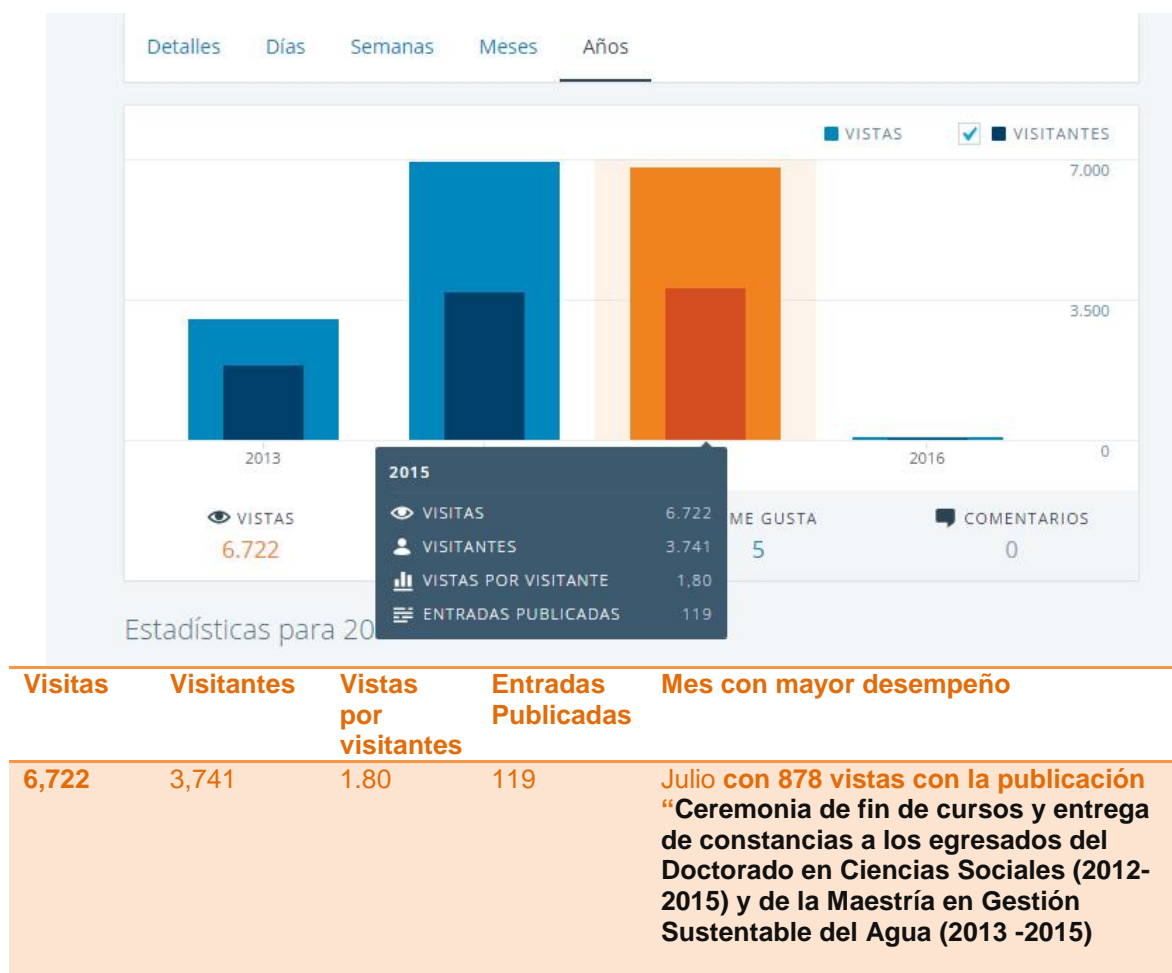 Detalles Días Semanas Meses Años
VISTAS VISITANTES
7.000
3.500
0
2013 2016
2015
VISITAS 6.722
VISITANTES 3.741
VISTAS POR VISITANTE 1,80
ENTRADAS PUBLICADAS 119
VISTAS ME GUSTA COMENTARIOS
6.722 5 0
Estadísticas para 20
Visitas Visitantes Vistas por visitantes Entradas Publicadas Mes con mayor desempeño
6,722 3,741 1.80 119 Julio con 878 vistas con la publicación
“Ceremonia de fin de cursos y entrega
de constancias a los egresados del
Doctorado en Ciencias Sociales (2012-
2015) y de la Maestría en Gestión
Sustentable del Agua (2013 -2015)